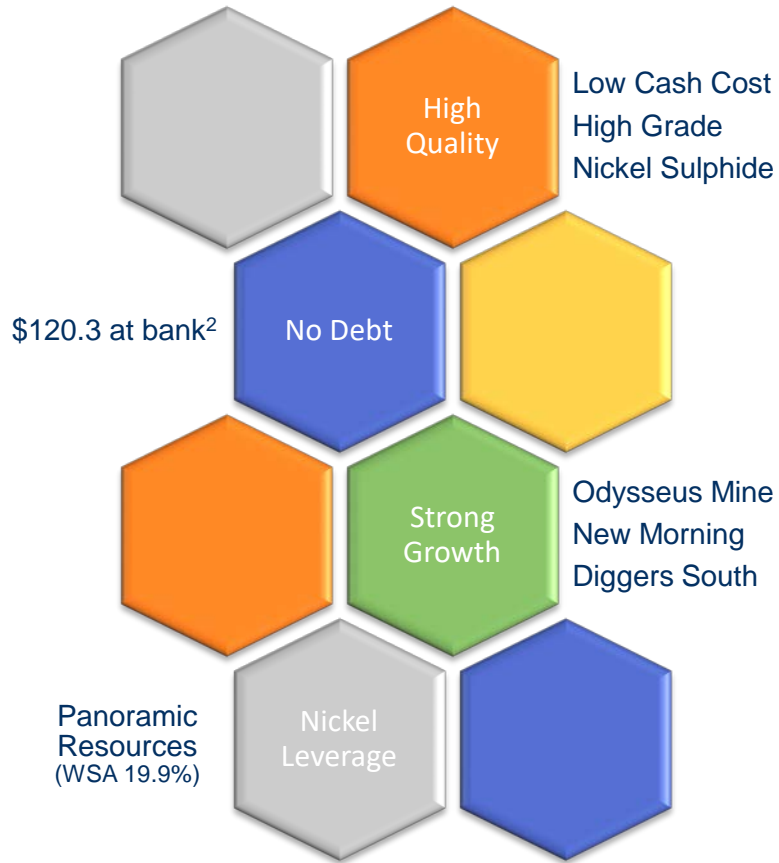 High
Quality
Low Cash Cost
High Grade
Nickel Sulphide
$120.3 at bank²
No Debt
Strong
Growth
Odysseus Mine
New Morning
Diggers South
Panoramic
Resources
(WSA 19.9%)
Nickel
Leverage